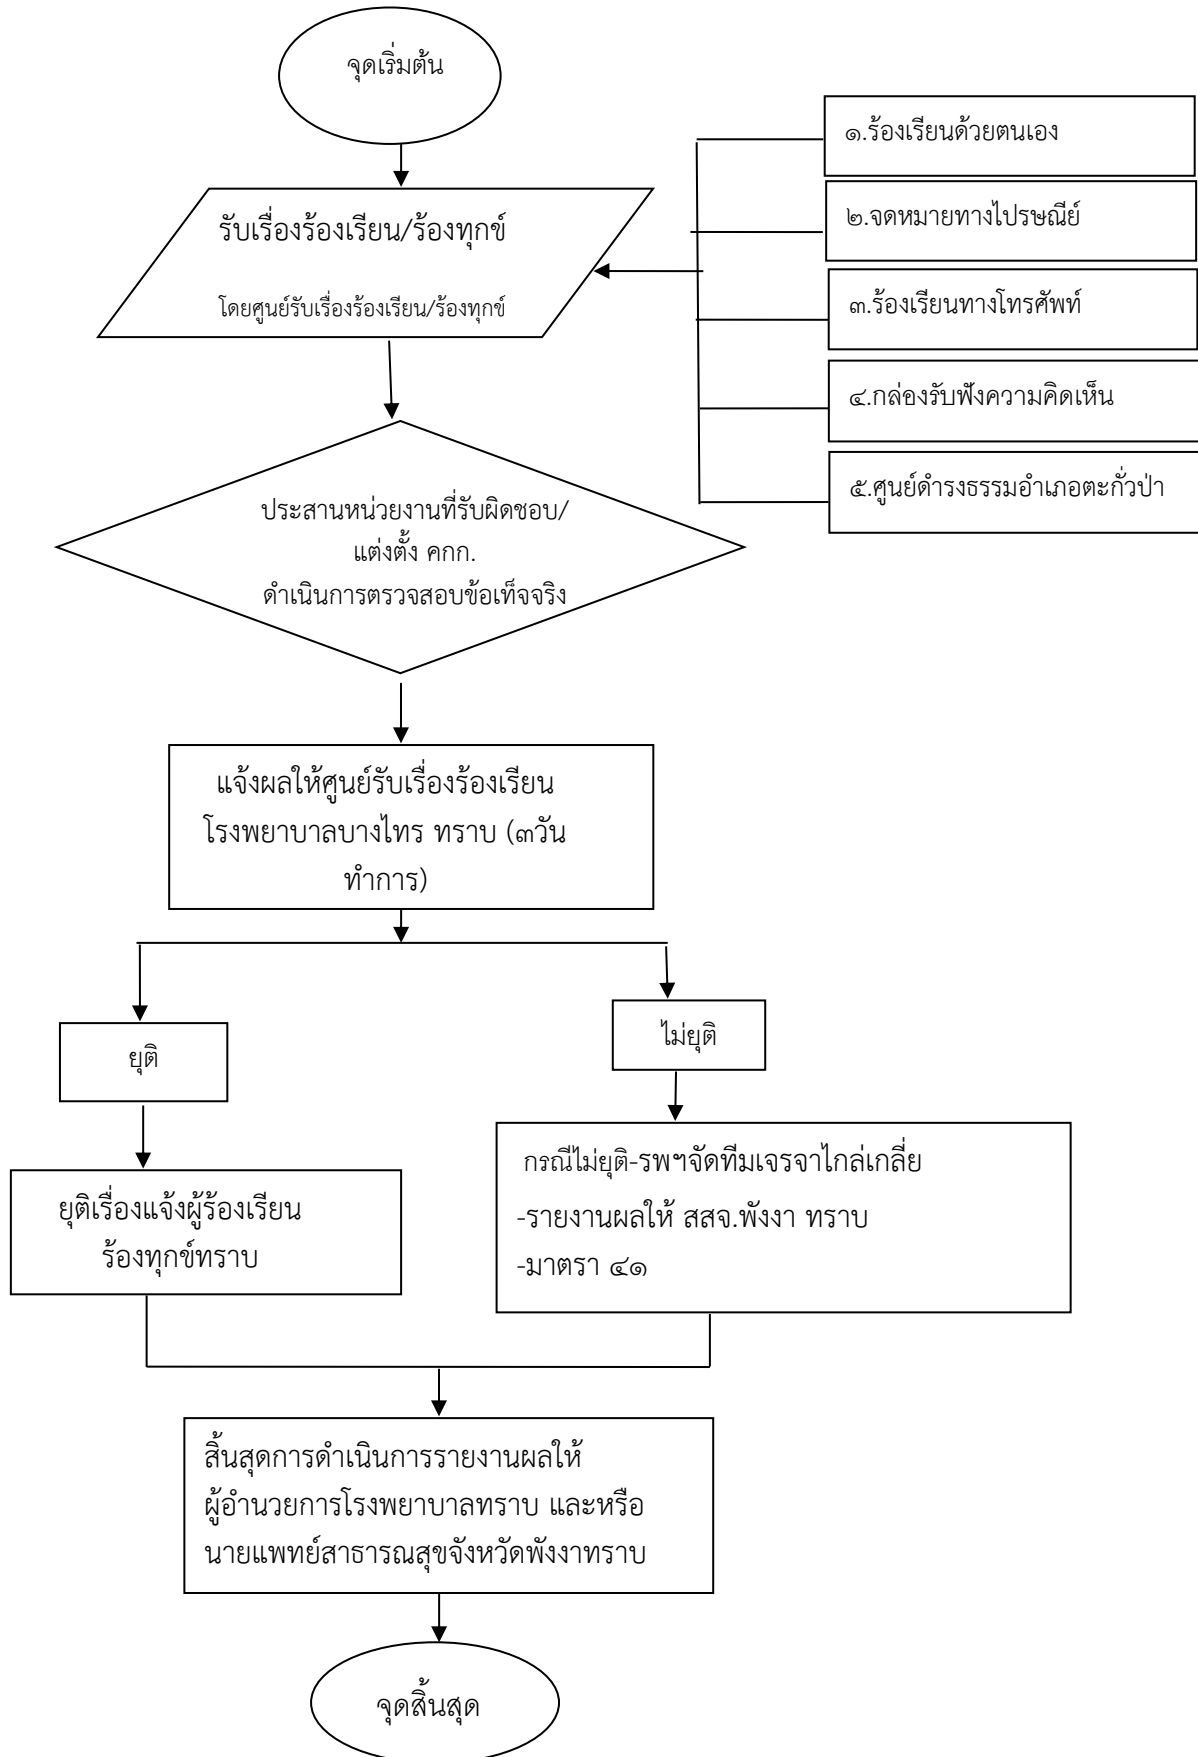 จุดเริ่มต้น
รับเรื่องร้องเรียน/ร้องทุกข์
โดยศูนย์รับเรื่องร้องเรียน/ร้องทุกข์
๑.ร้องเรียนด้วยตนเอง
๒.จดหมายทางไปรษณีย์
๓.ร้องเรียนทางโทรศัพท์
๔.กล่องรับฟังความคิดเห็น
๕.ศูนย์ดำรงธรรมอำเภอตะกั่วป่า
ประสานหน่วยงานที่รับผิดชอบ/
แต่งตั้ง คกก.
ดำเนินการตรวจสอบข้อเท็จจริง
แจ้งผลให้ศูนย์รับเรื่องร้องเรียน
โรงพยาบาลบางไทร ทราบ (๓วัน
ทำการ)
ยุติ
ไม่ยุติ
ยุติเรื่องแจ้งผู้ร้องเรียน
ร้องทุกข์ทราบ
กรณีไม่ยุติ-รพฯจัดทีมเจรจาไกล่เกลี่ย
-รายงานผลให้ สสจ.พังงา ทราบ
-มาตรา ๔๑
สิ้นสุดการดำเนินการรายงานผลให้
ผู้อำนวยการโรงพยาบาลทราบ และหรือ
นายแพทย์สาธารณสุขจังหวัดพังงาทราบ
จุดสิ้นสุด